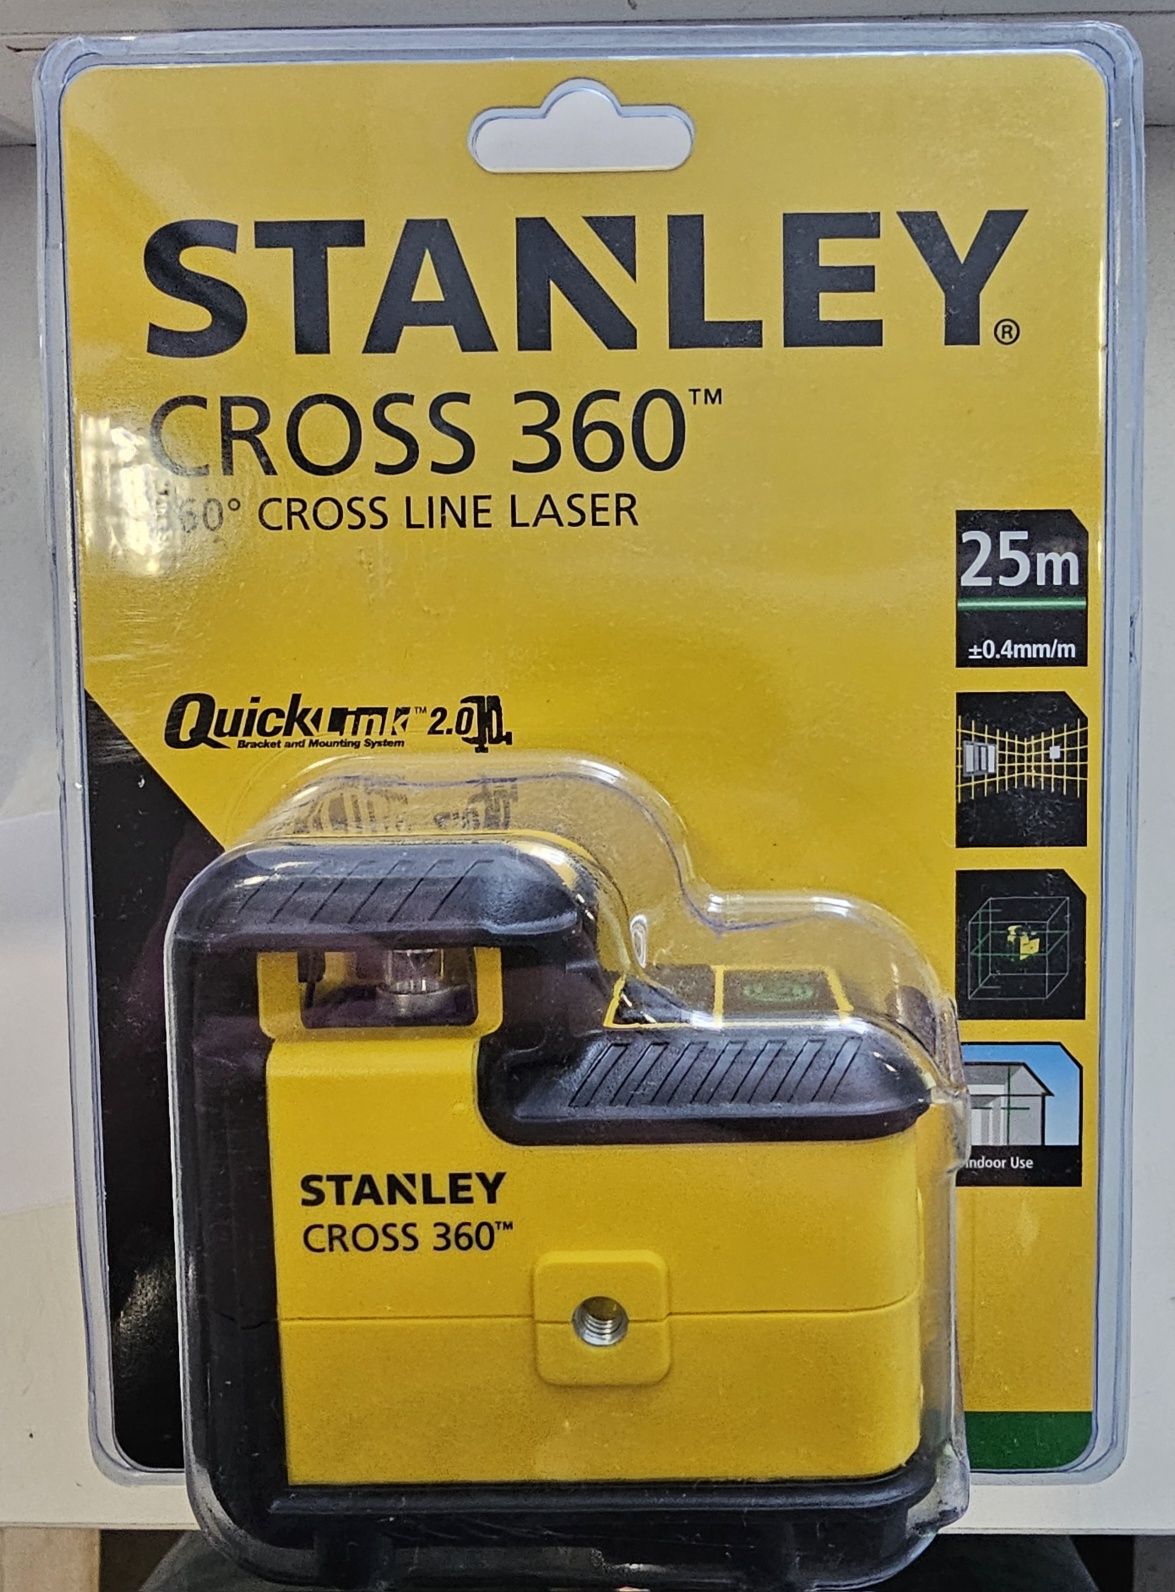 STANLEY®
CROSS 360™
360° CROSS LINE LASER
25m
±0.4mm/m
QuickLink™ 2.0
Bracket and Mounting System
Indoor Use
STANLEY
CROSS 360™